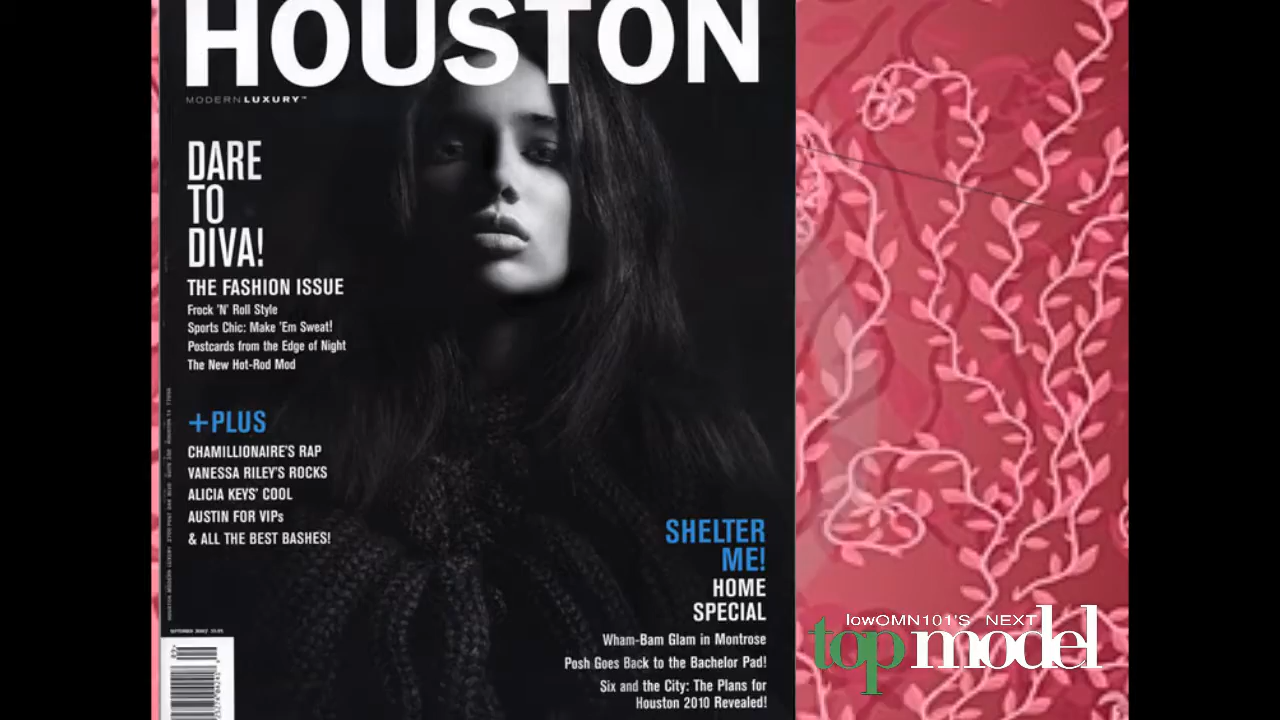 HOUSTON
MODERNLUXURY™
DARE
TO
DIVA!
THE FASHION ISSUE
Frock 'N' Roll Style
Sports Chic: Make 'Em Sweat!
Postcards from the Edge of Night
The New Hot-Rod Mod
+PLUS
CHAMILLIONAIRE'S RAP
VANESSA RILEY'S ROCKS
ALICIA KEYS' COOL
AUSTIN FOR VIPs
& ALL THE BEST BASHES!
SHELTER
ME!
HOME
SPECIAL
Wham-Bam Glam in Montrose
Posh Goes Back to the Bachelor Pad!
Six and the City: The Plans for
Houston 2010 Revealed!
lowOMN101'S NEXT
top model